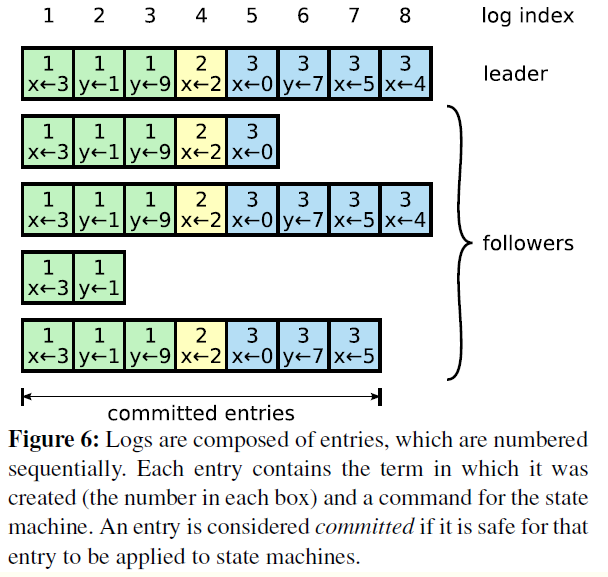 1 2 3 4 5 6 7 8 log index
1 1 1 2 3 3 3 3
x←3 y←1 y←9 x←2 x←0 y←7 x←5 x←4
leader
1 1 1 2 3
x←3 y←1 y←9 x←2 x←0
1 1 1 2 3 3 3 3
x←3 y←1 y←9 x←2 x←0 y←7 x←5 x←4
followers
1 1
x←3 y←1
1 1 1 2 3 3 3
x←3 y←1 y←9 x←2 x←0 y←7 x←5
committed entries
Figure 6: Logs are composed of entries, which are numbered
sequentially. Each entry contains the term in which it was
created (the number in each box) and a command for the state
machine. An entry is considered committed if it is safe for that
entry to be applied to state machines.